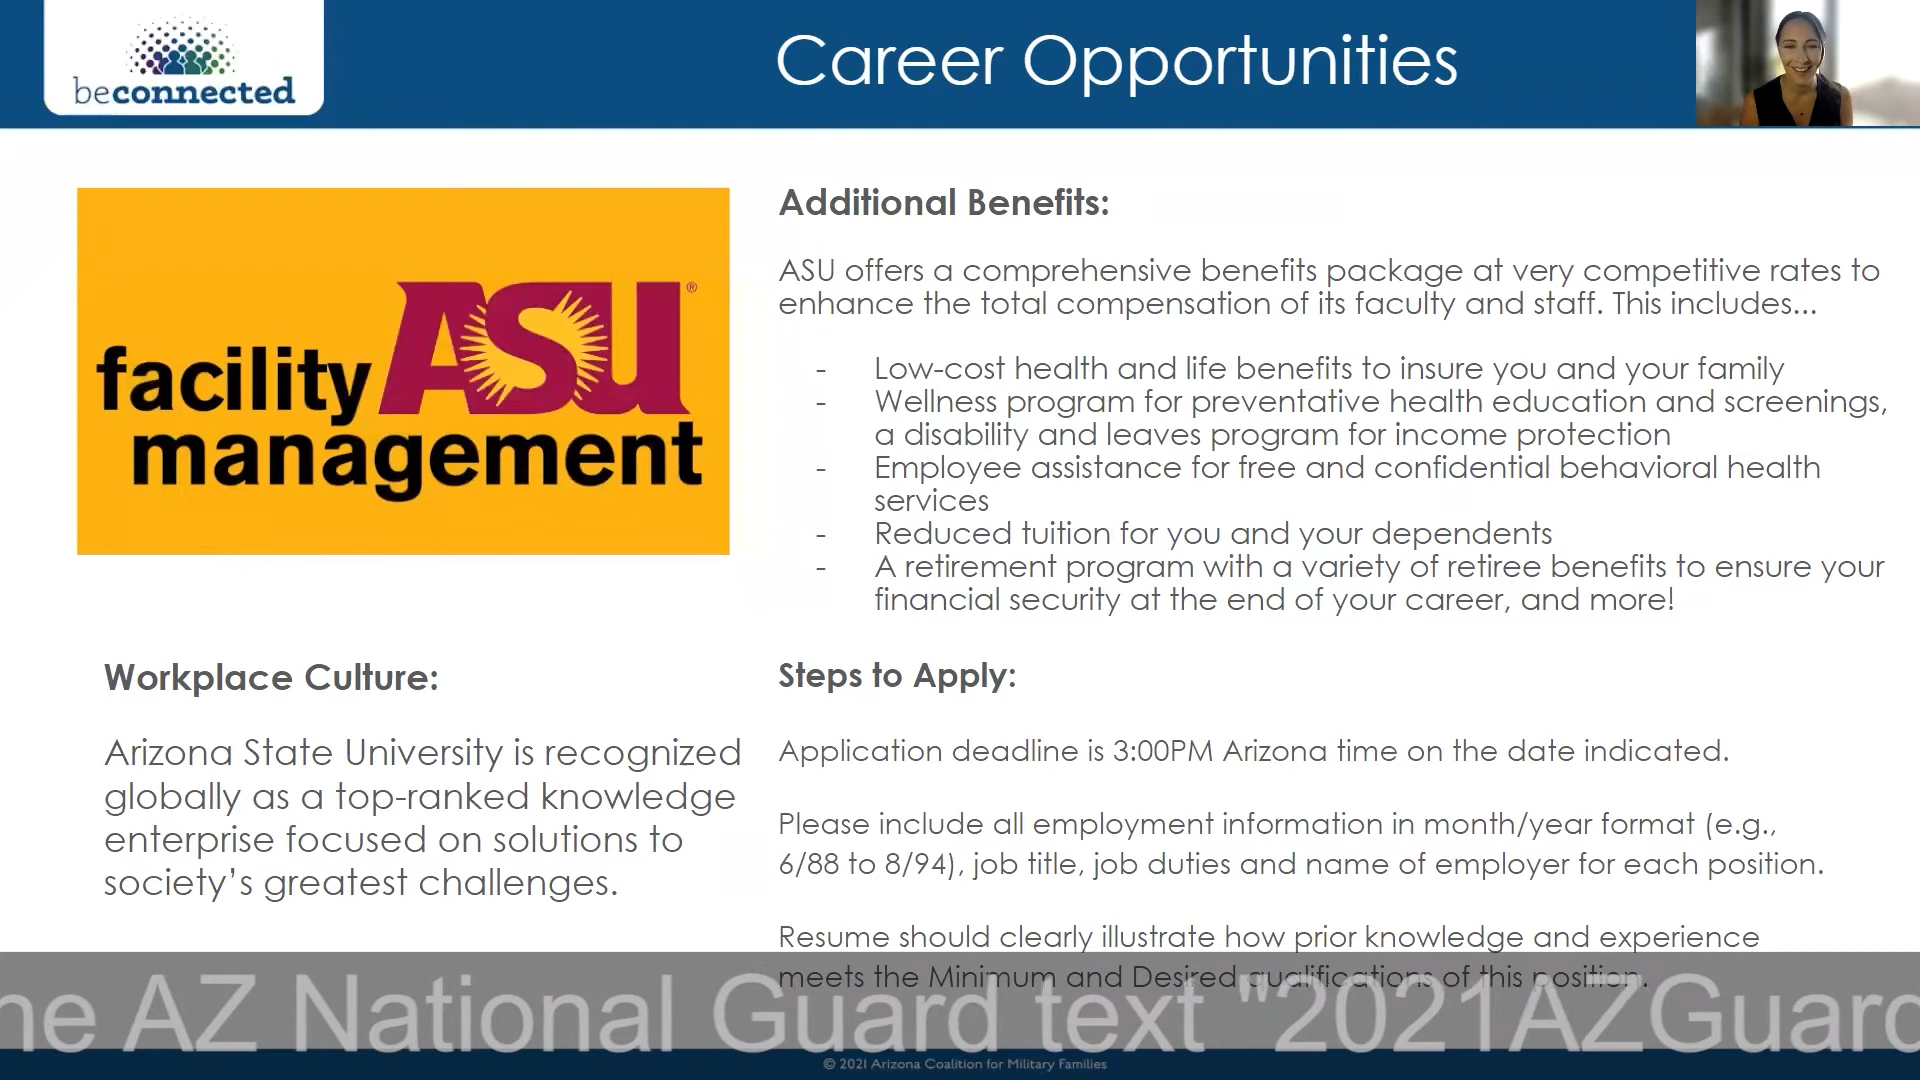 beconnected
Career Opportunities
facility ASU®
management
Additional Benefits:
ASU offers a comprehensive benefits package at very competitive rates to
enhance the total compensation of its faculty and staff. This includes...
- Low-cost health and life benefits to insure you and your family
- Wellness program for preventative health education and screenings,
a disability and leaves program for income protection
- Employee assistance for free and confidential behavioral health
services
- Reduced tuition for you and your dependents
- A retirement program with a variety of retiree benefits to ensure your
financial security at the end of your career, and more!
Workplace Culture:
Arizona State University is recognized
globally as a top-ranked knowledge
enterprise focused on solutions to
society’s greatest challenges.
Steps to Apply:
Application deadline is 3:00PM Arizona time on the date indicated.
Please include all employment information in month/year format (e.g.,
6/88 to 8/94), job title, job duties and name of employer for each position.
Resume should clearly illustrate how prior knowledge and experience
meets the Minimum and Desired qualifications of this position.
ne AZ National Guard text "2021AZGuard
© 2021 Arizona Coalition for Military Families